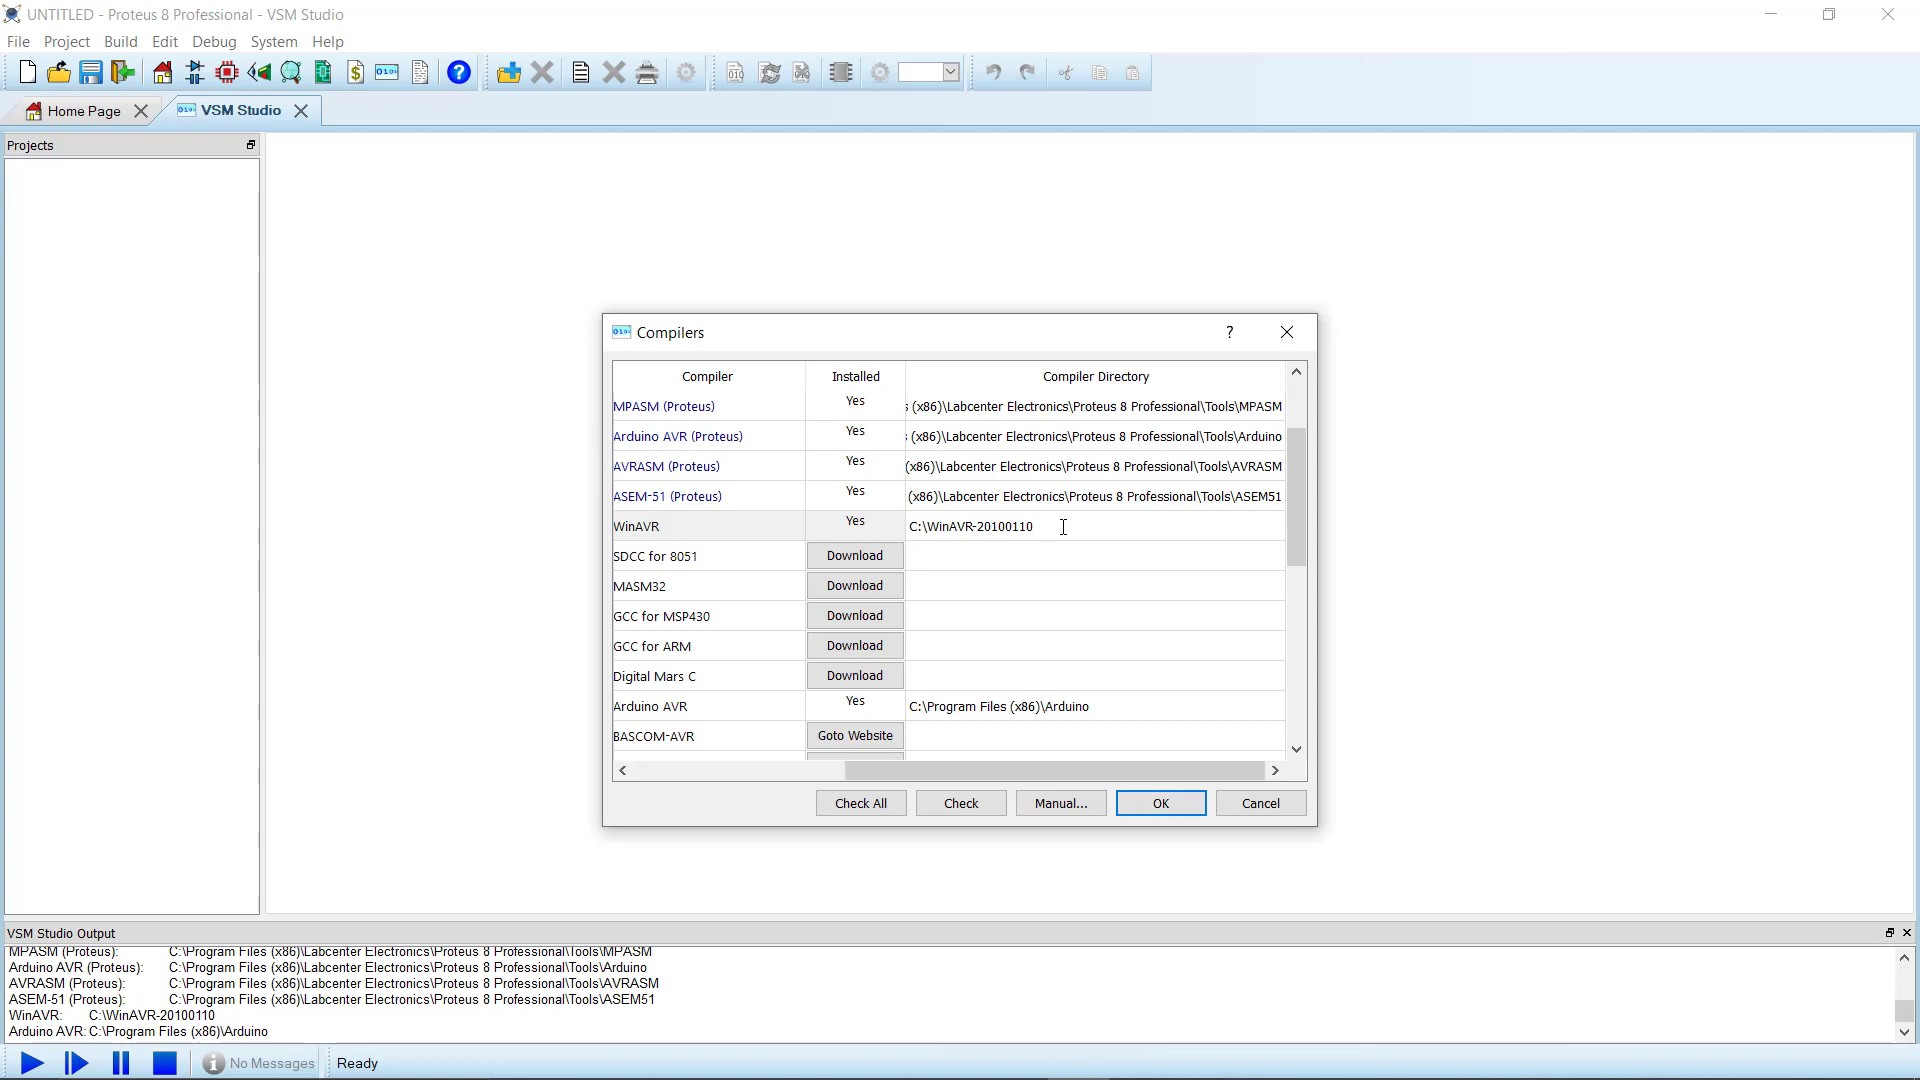 UNTITLED - Proteus 8 Professional - VSM Studio
File Project Build Edit Debug System Help
Home Page VSM Studio
Projects
Compilers ?
Compiler Installed Compiler Directory
MPASM (Proteus) Yes (x86)\Labcenter Electronics\Proteus 8 Professional\Tools\MPASM
Arduino AVR (Proteus) Yes (x86)\Labcenter Electronics\Proteus 8 Professional\Tools\Arduino
AVRASM (Proteus) Yes (x86)\Labcenter Electronics\Proteus 8 Professional\Tools\AVRASM
ASEM-51 (Proteus) Yes (x86)\Labcenter Electronics\Proteus 8 Professional\Tools\ASEM51
WinAVR Yes C:\WinAVR-20100110
SDCC for 8051 Download
MASM32 Download
GCC for MSP430 Download
GCC for ARM Download
Digital Mars C Download
Arduino AVR Yes C:\Program Files (x86)\Arduino
BASCOM-AVR Goto Website
Check All Check Manual... OK Cancel
VSM Studio Output
MPASM (Proteus): C:\Program Files (x86)\Labcenter Electronics\Proteus 8 Professional\Tools\MPASM
Arduino AVR (Proteus): C:\Program Files (x86)\Labcenter Electronics\Proteus 8 Professional\Tools\Arduino
AVRASM (Proteus): C:\Program Files (x86)\Labcenter Electronics\Proteus 8 Professional\Tools\AVRASM
ASEM-51 (Proteus): C:\Program Files (x86)\Labcenter Electronics\Proteus 8 Professional\Tools\ASEM51
WinAVR: C:\WinAVR-20100110
Arduino AVR: C:\Program Files (x86)\Arduino
No Messages Ready